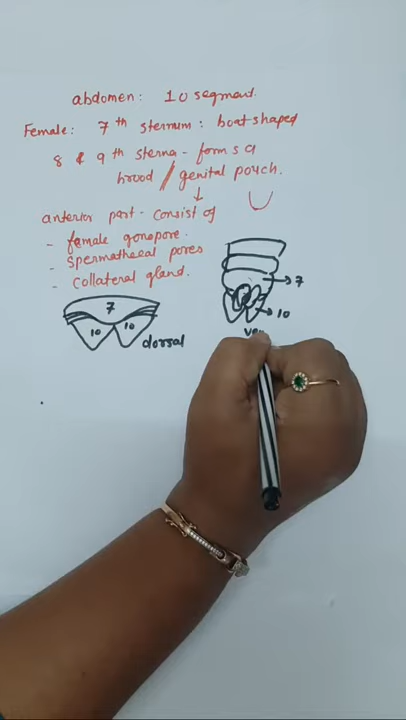 abdomen: 10 segment.
Female: 7th sternum: boat shaped
8 & 9th sterna - forms a
brood / genital pouch.
anterior part - consist of
- female gonopore.
- spermathecal pores
- collateral gland.
7
10
7
10 10
dorsal
ve